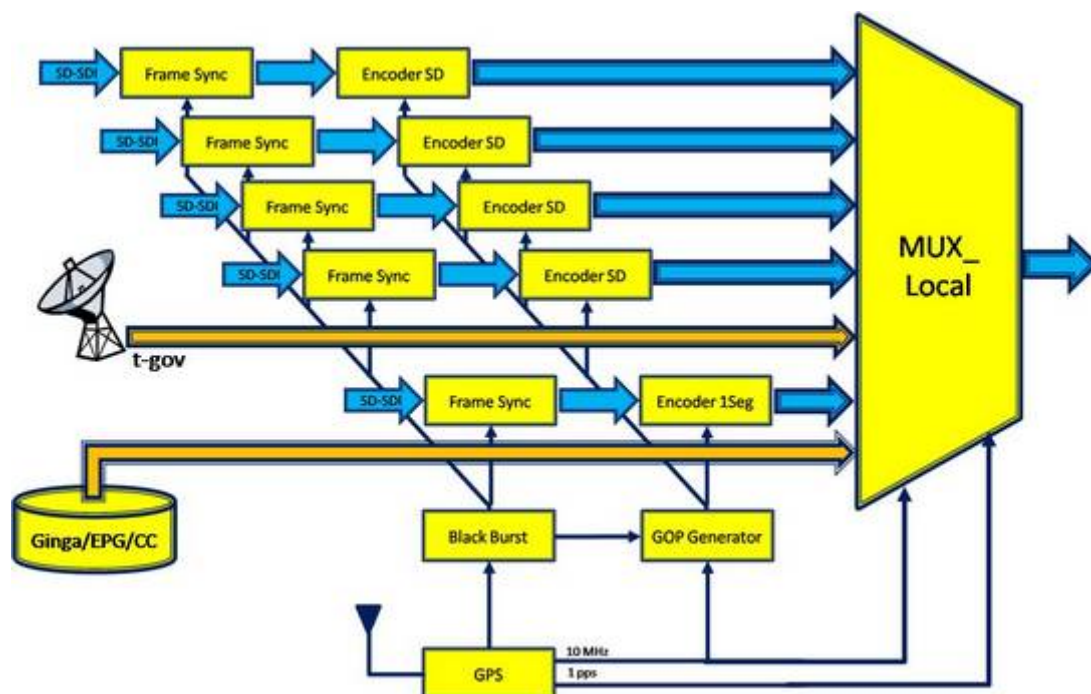 SD-SDI
Frame Sync
Encoder SD
SD-SDI
Frame Sync
Encoder SD
SD-SDI
Frame Sync
Encoder SD
SD-SDI
Frame Sync
Encoder SD
MUX_
Local
t-gov
SD-SDI
Frame Sync
Encoder 1Seg
Ginga/EPG/CC
Black Burst
GOP Generator
GPS
10 MHz
1 pps